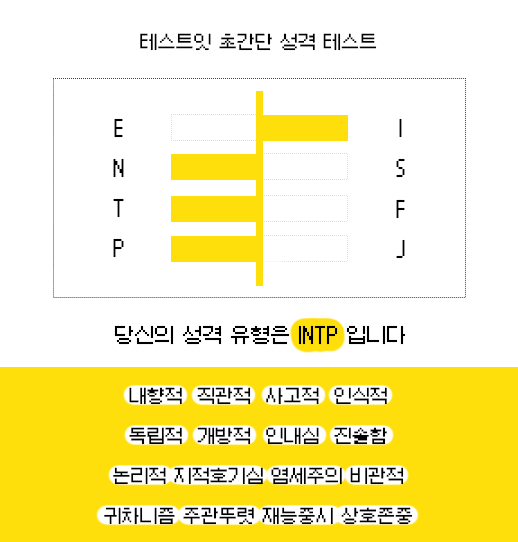 테스트잇 초간단 성격 테스트
E I
N S
T F
P J
당신의 성격 유형은 INTP 입니다
내향적 직관적 사고적 인식적
독립적 개방적 인내심 진솔함
논리적 지적호기심 염세주의 비관적
귀차니즘 주관뚜렷 재능중시 상호존중